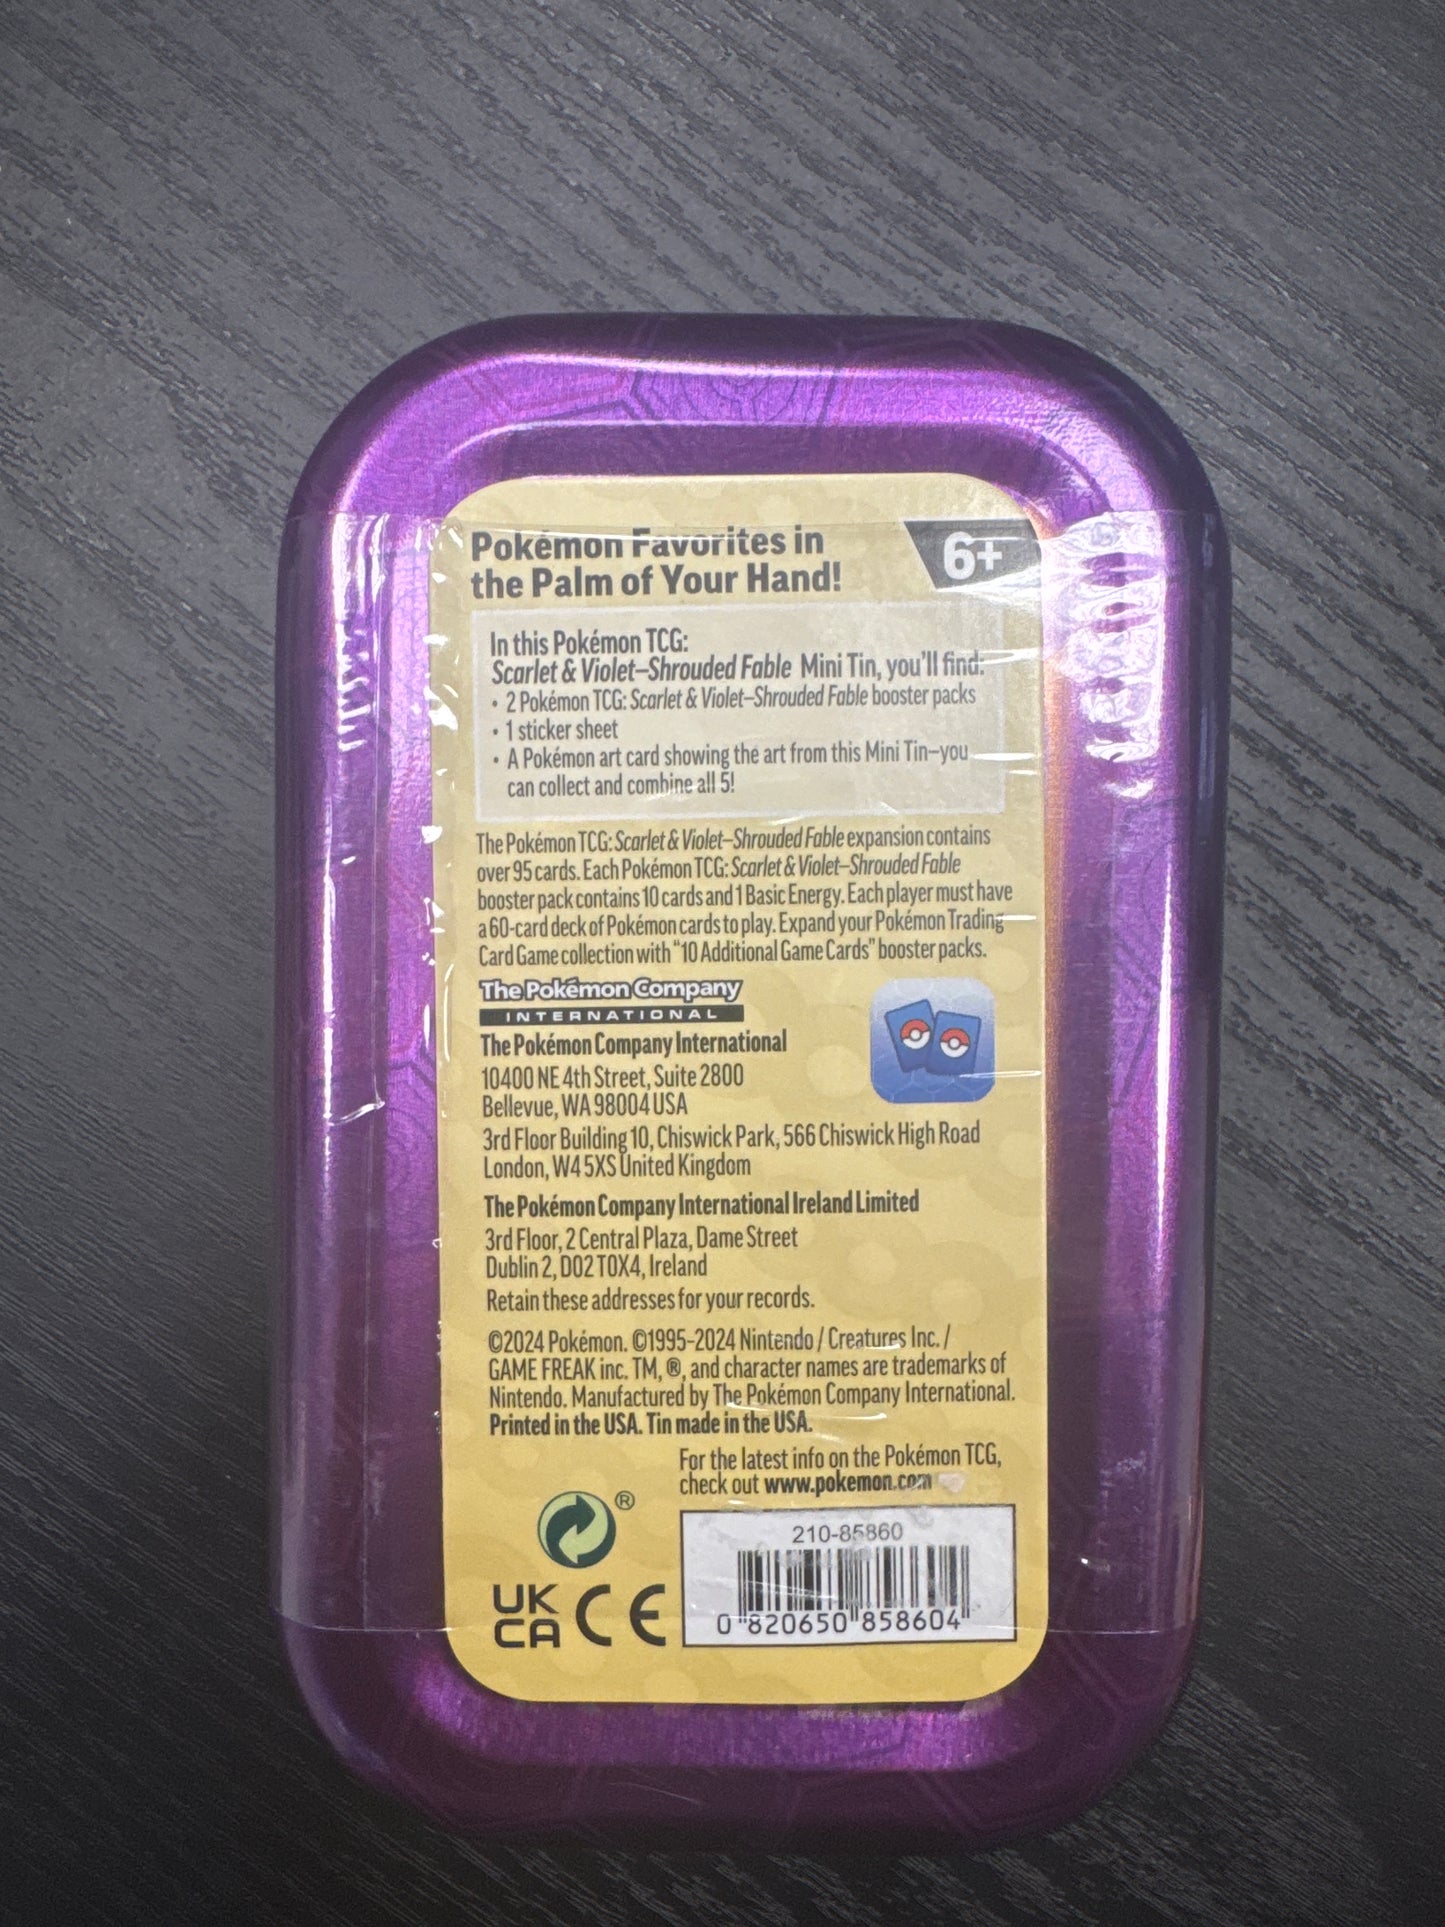 Pokémon Favorites in
the Palm of Your Hand!
6+
In this Pokémon TCG:
Scarlet & Violet–Shrouded Fable Mini Tin, you'll find:
• 2 Pokémon TCG: Scarlet & Violet–Shrouded Fable booster packs
• 1 sticker sheet
• A Pokémon art card showing the art from this Mini Tin–you
can collect and combine all 5!
The Pokémon TCG: Scarlet & Violet–Shrouded Fable expansion contains
over 95 cards. Each Pokémon TCG: Scarlet & Violet–Shrouded Fable
booster pack contains 10 cards and 1 Basic Energy. Each player must have
a 60-card deck of Pokémon cards to play. Expand your Pokémon Trading
Card Game collection with “10 Additional Game Cards” booster packs.
The Pokémon Company
INTERNATIONAL
The Pokémon Company International
10400 NE 4th Street, Suite 2800
Bellevue, WA 98004 USA
3rd Floor Building 10, Chiswick Park, 566 Chiswick High Road
London, W4 5XS United Kingdom
The Pokémon Company International Ireland Limited
3rd Floor, 2 Central Plaza, Dame Street
Dublin 2, D02 T0X4, Ireland
Retain these addresses for your records.
©2024 Pokémon. ©1995–2024 Nintendo / Creatures Inc. /
GAME FREAK inc. TM, ®, and character names are trademarks of
Nintendo. Manufactured by The Pokémon Company International.
Printed in the USA. Tin made in the USA.
For the latest info on the Pokémon TCG,
check out www.pokemon.com
®
210-85860
UK
CA CE
0 820650 858604